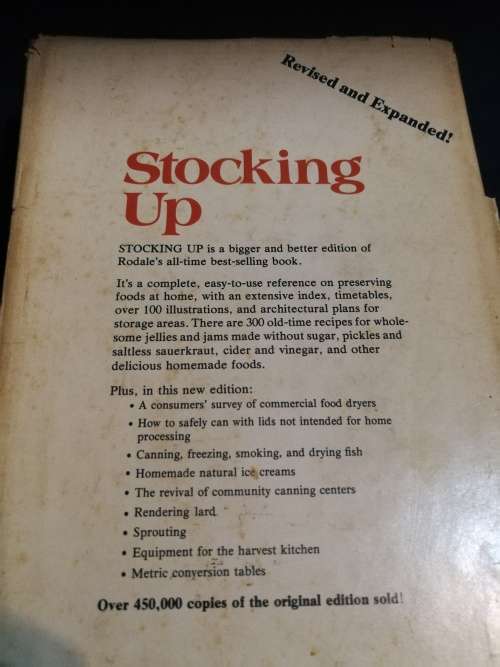 Revised and Expanded!
Stocking
Up
STOCKING UP is a bigger and better edition of
Rodale's all-time best-selling book.
It's a complete, easy-to-use reference on preserving
foods at home, with an extensive index, timetables,
over 100 illustrations, and architectural plans for
storage areas. There are 300 old-time recipes for whole-
some jellies and jams made without sugar, pickles and
saltless sauerkraut, cider and vinegar, and other
delicious homemade foods.
Plus, in this new edition:
• A consumers' survey of commercial food dryers
• How to safely can with lids not intended for home
processing
• Canning, freezing, smoking, and drying fish
• Homemade natural ice creams
• The revival of community canning centers
• Rendering lard
• Sprouting
• Equipment for the harvest kitchen
• Metric conversion tables
Over 450,000 copies of the original edition sold!